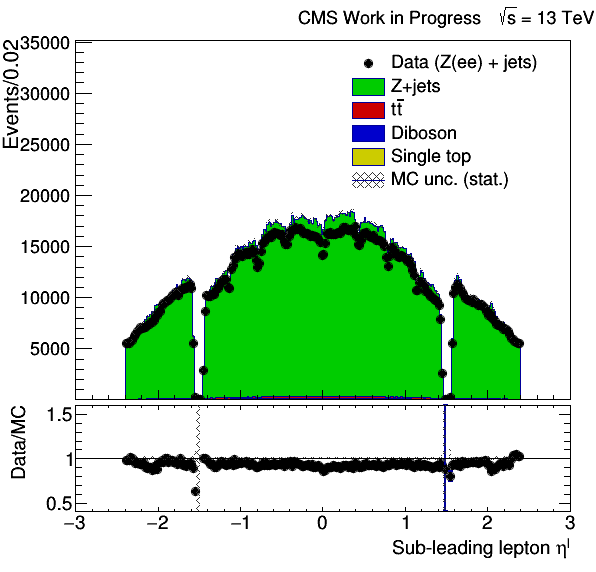 CMS Work in Progress √s = 13 TeV
Events/0.02
35000
30000
25000
20000
15000
10000
5000
Data (Z(ee) + jets)
Z+jets
tt̄
Diboson
Single top
MC unc. (stat.)
Data/MC
1.5
1
0.5
−3 −2 −1 0 1 2 3
Sub-leading lepton ηˡ